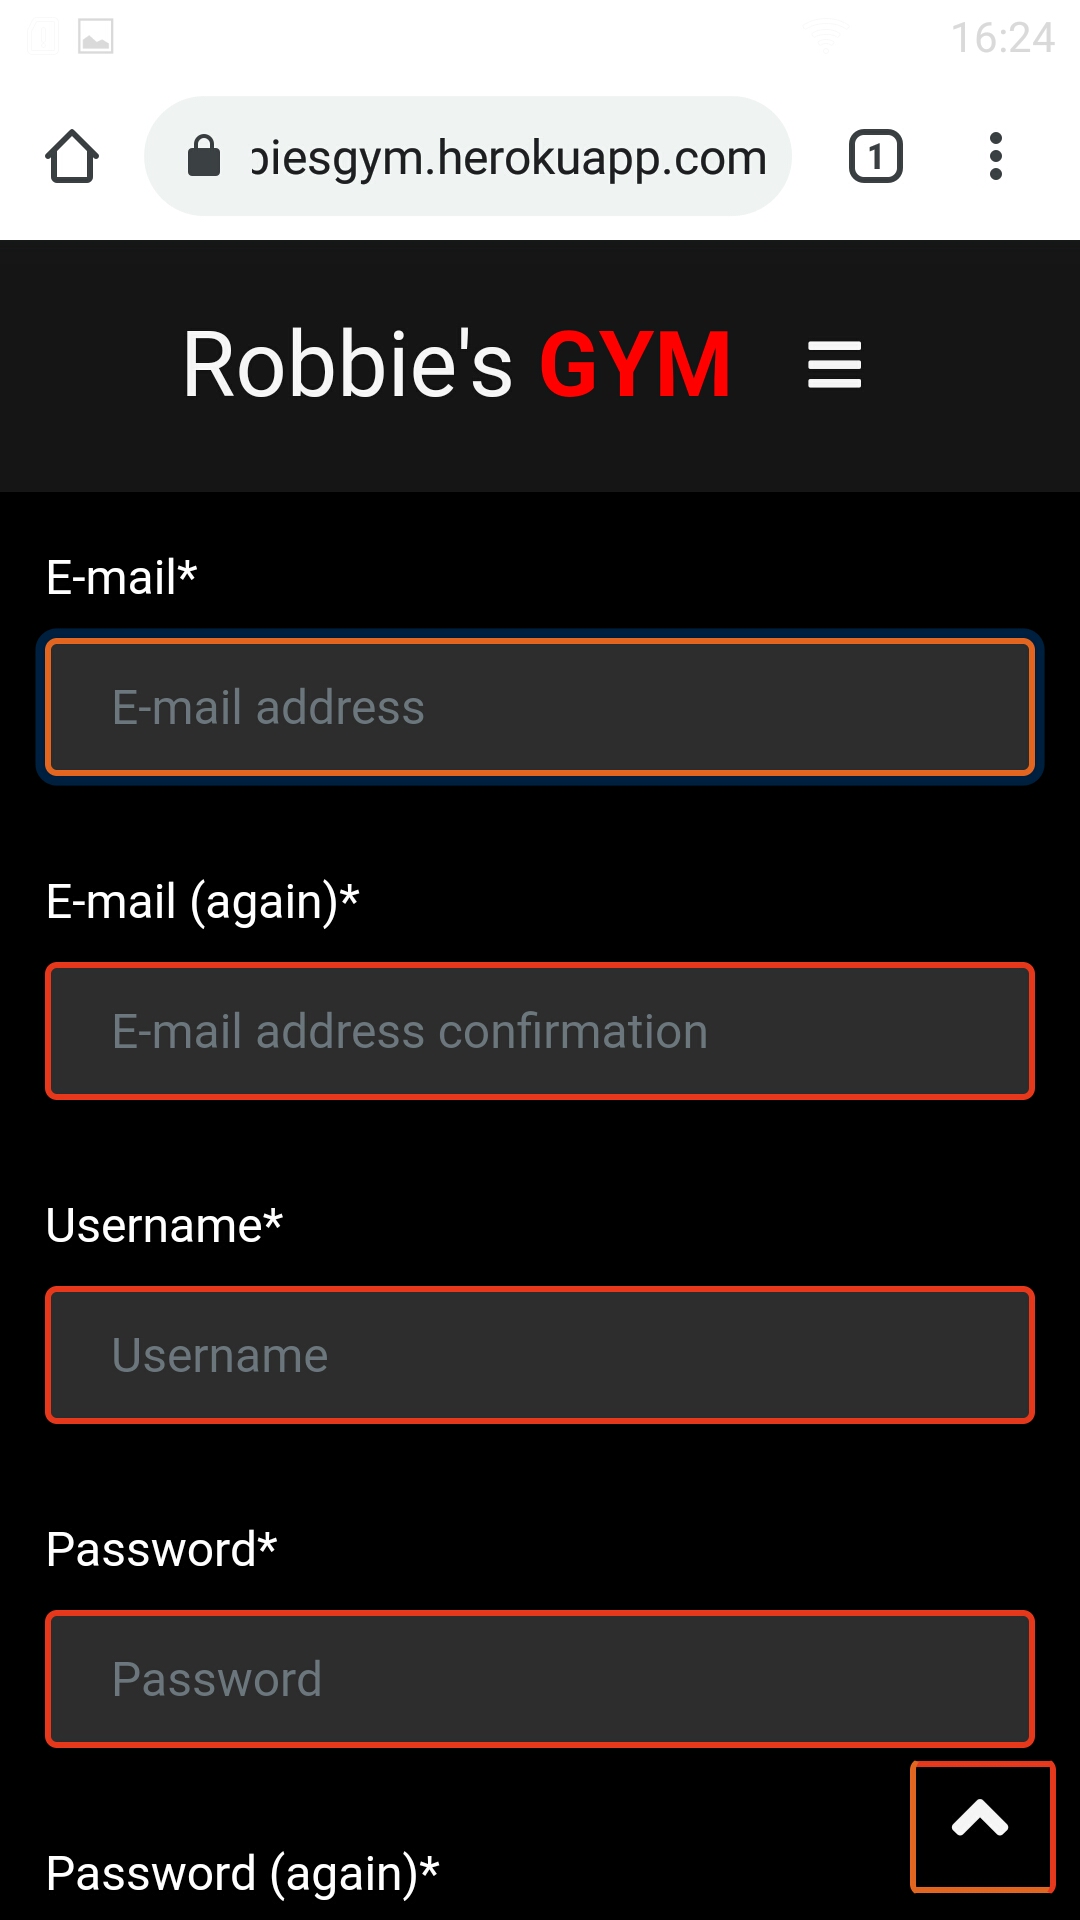 16:24
biesgym.herokuapp.com
1
Robbie's GYM
E-mail*
E-mail address
E-mail (again)*
E-mail address confirmation
Username*
Username
Password*
Password
Password (again)*